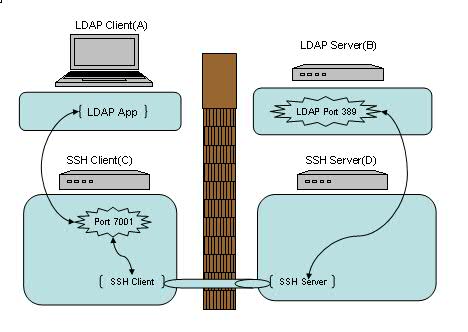 LDAP Client(A)
LDAP Server(B)
{ LDAP App }
LDAP Port 389
SSH Client(C)
SSH Server(D)
Port 7001
{ SSH Client }
{ SSH Server }